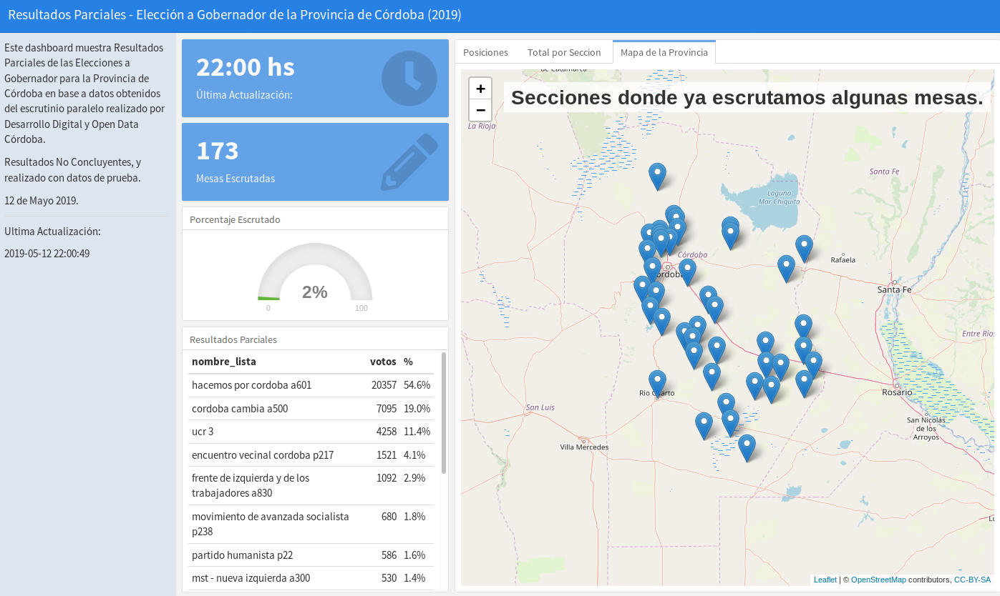 Resultados Parciales - Elección a Gobernador de la Provincia de Córdoba (2019)
Este dashboard muestra Resultados
Parciales de las Elecciones a
Gobernador para la Provincia de
Córdoba en base a datos obtenidos
del escrutinio paralelo realizado por
Desarrollo Digital y Open Data
Córdoba.
Resultados No Concluyentes, y
realizado con datos de prueba.
12 de Mayo 2019.
Ultima Actualización:
2019-05-12 22:00:49
22:00 hs
Última Actualización:
173
Mesas Escrutadas
Porcentaje Escrutado
2%
0 100
Resultados Parciales
nombre_lista votos %
hacemos por cordoba a601 20357 54.6%
cordoba cambia a500 7095 19.0%
ucr 3 4258 11.4%
encuentro vecinal cordoba p217 1521 4.1%
frente de izquierda y de los
trabajadores a830 1092 2.9%
movimiento de avanzada socialista
p238 680 1.8%
partido humanista p22 586 1.6%
mst - nueva izquierda a300 530 1.4%
Posiciones Total por Seccion Mapa de la Provincia
+
−
Secciones donde ya escrutamos algunas mesas.
de Catamarca
La Rioja
Santa Fe
Laguna
Mar Chiquita
Córdoba
Rafaela
Santa Fe
Entre Ríos
Rosario
San Luis
San Nicolás
de los
Arroyos
Villa Mercedes
Leaflet | © OpenStreetMap contributors, CC-BY-SA